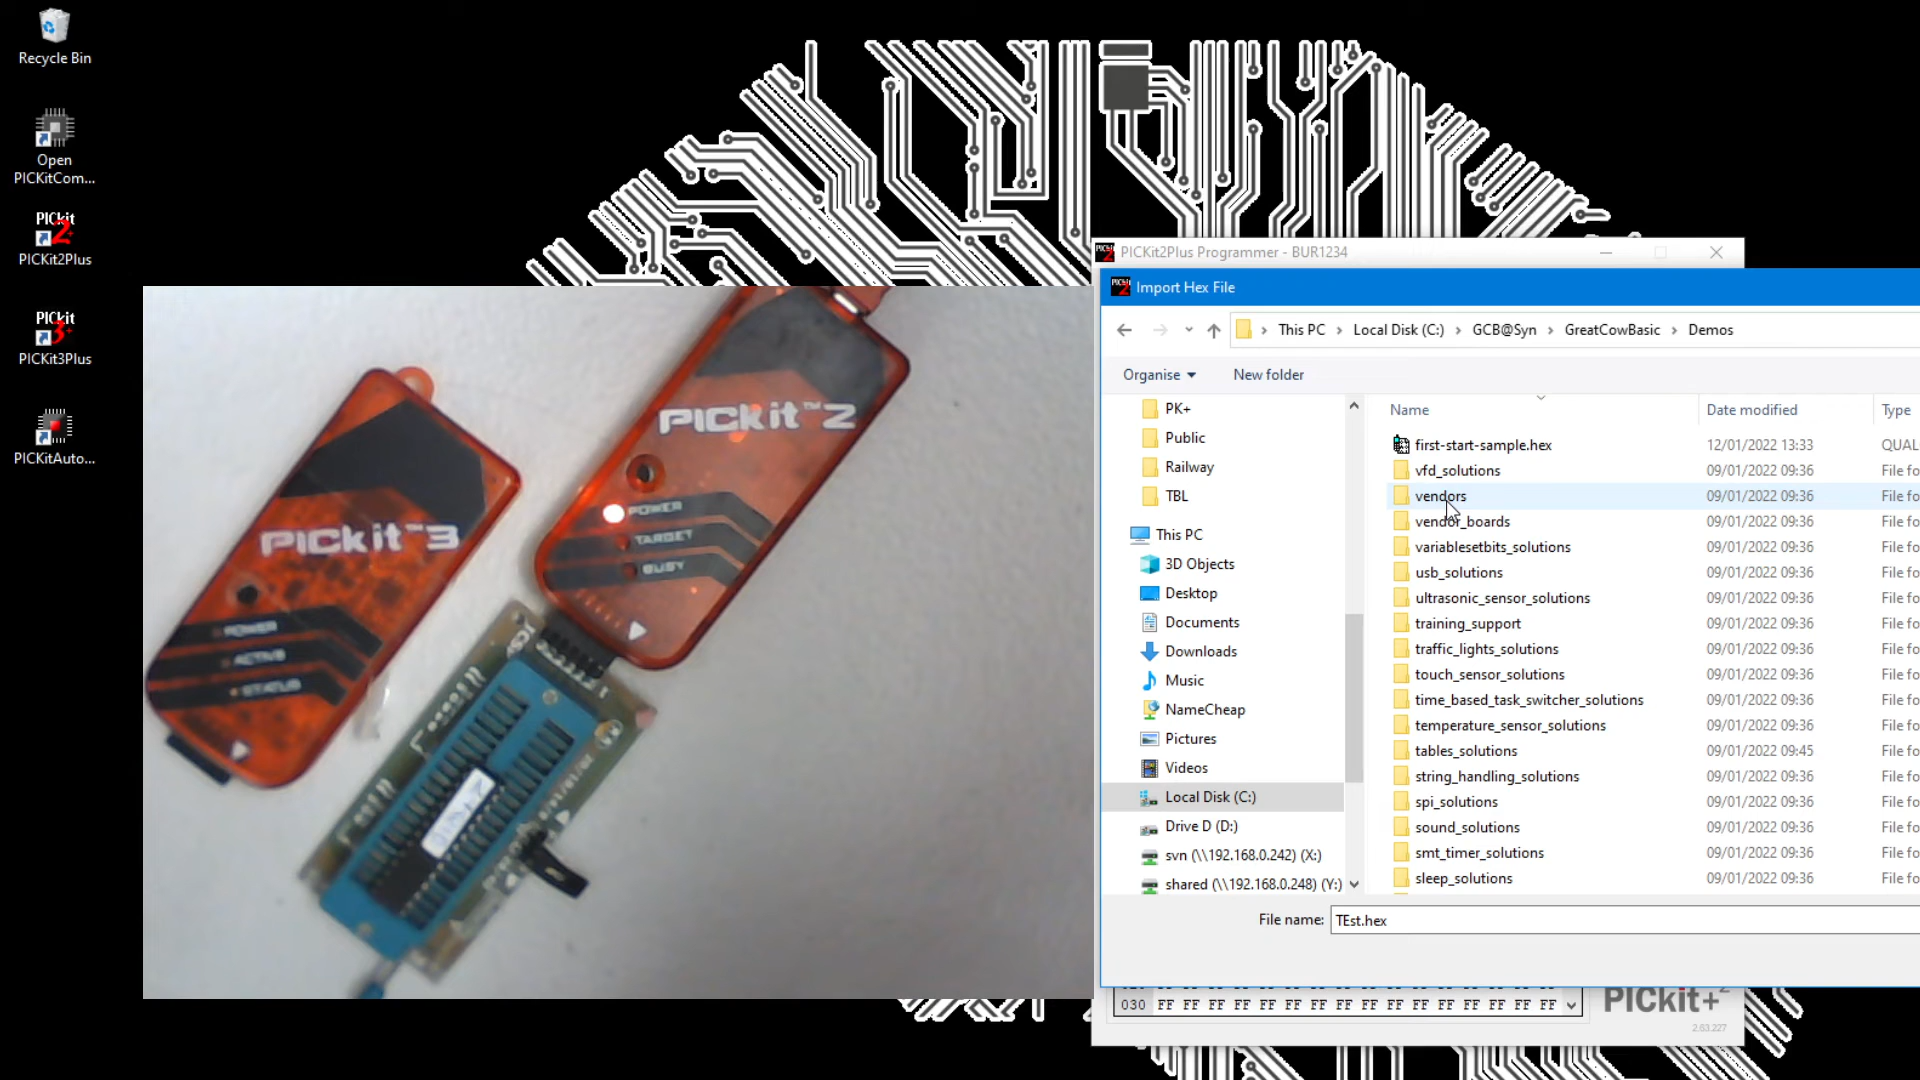 Recycle Bin
Open
PICKitCom...
PICkit
2+
PICKit2Plus
PICkit
3+
PICKit3Plus
PICKitAuto...
PICkit™ 3
POWER
ACTIVE
STATUS
PICkit™ 2
POWER
TARGET
BUSY
PICKit2Plus Programmer - BUR1234
Import Hex File
This PC > Local Disk (C:) > GCB@Syn > GreatCowBasic > Demos
Organise New folder
PK+
Public
Railway
TBL
This PC
3D Objects
Desktop
Documents
Downloads
Music
NameCheap
Pictures
Videos
Local Disk (C:)
Drive D (D:)
svn (\\192.168.0.242) (X:)
shared (\\192.168.0.248) (Y:)
Name Date modified Type
first-start-sample.hex 12/01/2022 13:33 QUAL
vfd_solutions 09/01/2022 09:36 File fo
vendors 09/01/2022 09:36 File fo
vendor_boards 09/01/2022 09:36 File fo
variablesetbits_solutions 09/01/2022 09:36 File fo
usb_solutions 09/01/2022 09:36 File fo
ultrasonic_sensor_solutions 09/01/2022 09:36 File fo
training_support 09/01/2022 09:36 File fo
traffic_lights_solutions 09/01/2022 09:36 File fo
touch_sensor_solutions 09/01/2022 09:36 File fo
time_based_task_switcher_solutions 09/01/2022 09:36 File fo
temperature_sensor_solutions 09/01/2022 09:36 File fo
tables_solutions 09/01/2022 09:45 File fo
string_handling_solutions 09/01/2022 09:36 File fo
spi_solutions 09/01/2022 09:36 File fo
sound_solutions 09/01/2022 09:36 File fo
smt_timer_solutions 09/01/2022 09:36 File fo
sleep_solutions 09/01/2022 09:36 File fo
File name: TEst.hex
030 FF FF FF FF FF FF FF FF FF FF FF FF FF FF FF FF
PICkit+2
2.63.227